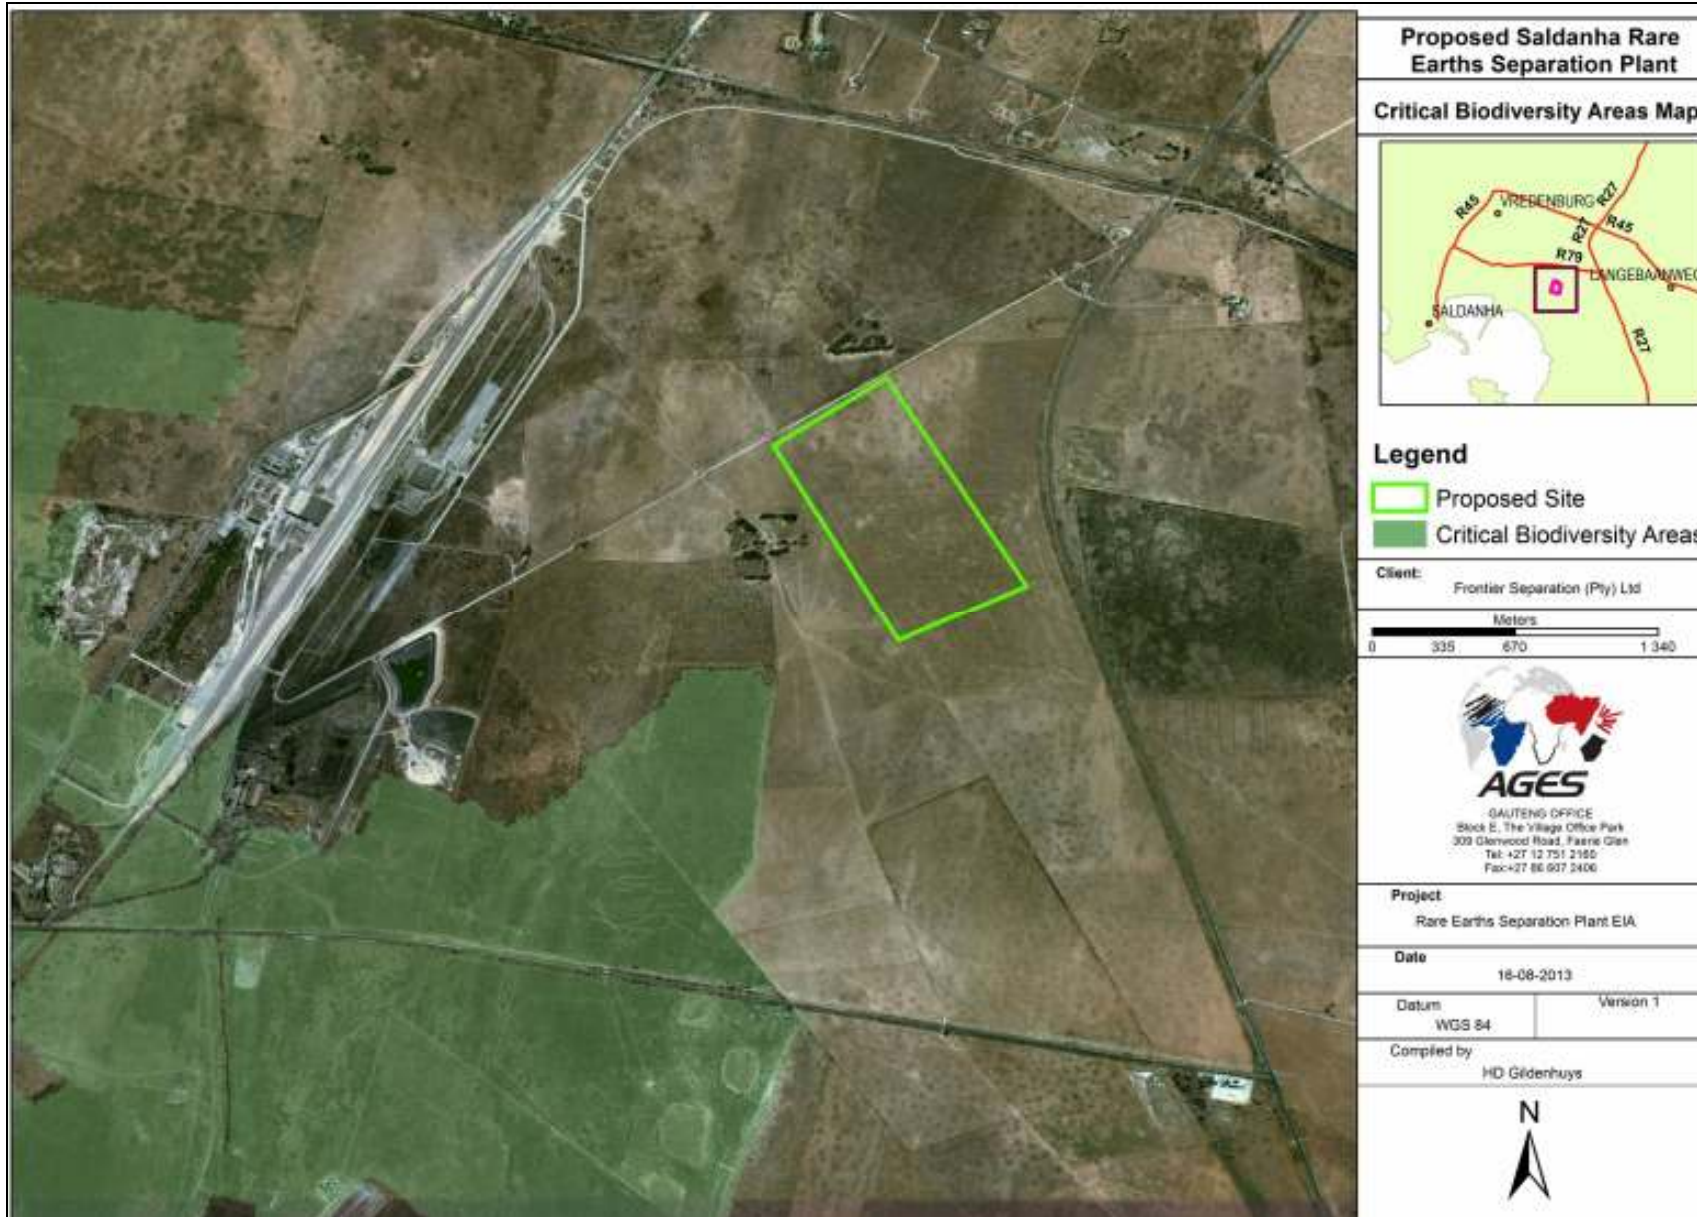 Proposed Saldanha Rare
Earths Separation Plant
Critical Biodiversity Areas Map
R45
VREDENBURG
R27
R27
R45
R79
LANGEBAANWEG
SALDANHA
R27
Legend
Proposed Site
Critical Biodiversity Areas
Client:
Frontier Separation (Pty) Ltd
Meters
0 335 670 1 340
AGES
GAUTENG OFFICE
Block E, The Village Office Park
309 Glenwood Road, Faerie Glen
Tel: +27 12 751 2160
Fax:+27 86 607 2406
Project
Rare Earths Separation Plant EIA
Date
16-08-2013
Datum
WGS 84
Version 1
Compiled by
HD Gildenhuys
N